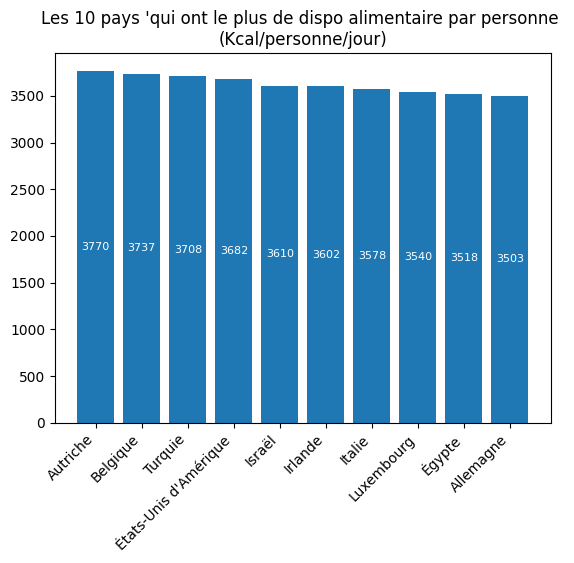 Les 10 pays 'qui ont le plus de dispo alimentaire par personne
(Kcal/personne/jour)
3500
3000
2500
2000
1500
1000
500
0
3770
3737
3708
3682
3610
3602
3578
3540
3518
3503
Autriche
Belgique
Turquie
États-Unis d'Amérique
Israël
Irlande
Italie
Luxembourg
Égypte
Allemagne